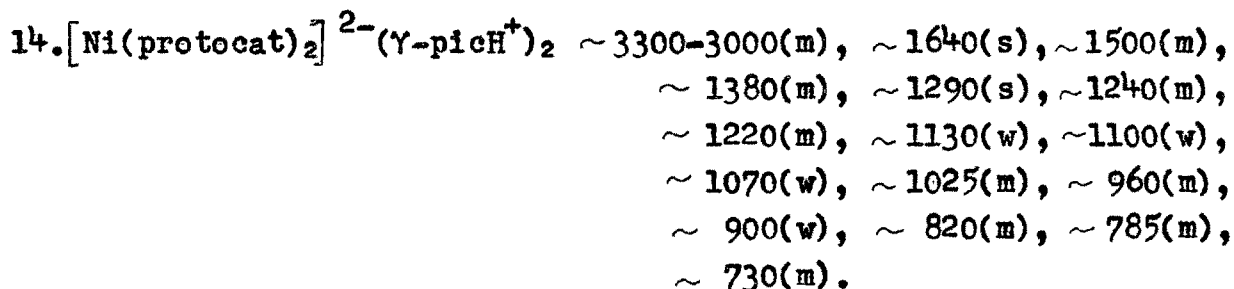 14.[Ni(protocat)₂]²⁻(γ-picH⁺)₂ ~3300-3000(m), ~1640(s), ~1500(m),
~1380(m), ~1290(s), ~1240(m),
~1220(m), ~1130(w), ~1100(w),
~1070(w), ~1025(m), ~960(m),
~900(w), ~820(m), ~785(m),
~730(m).